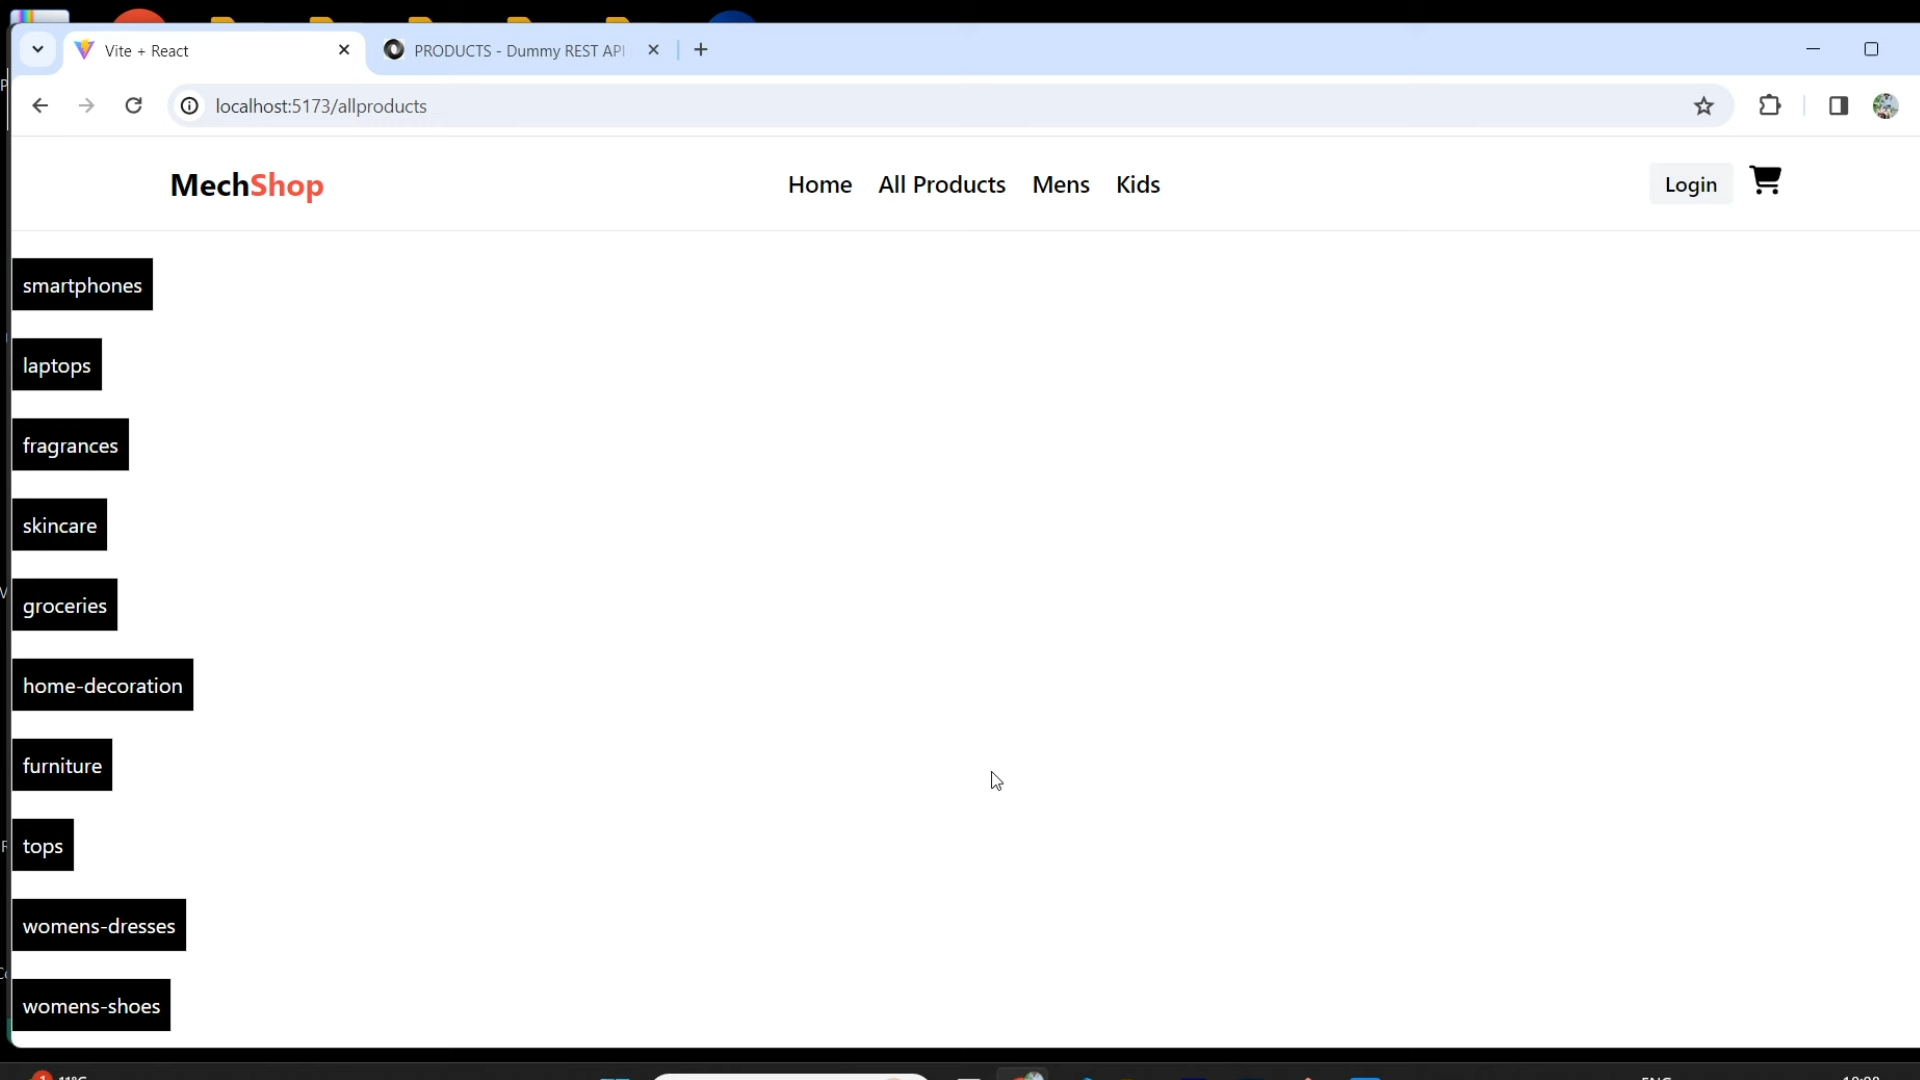 Vite + React
PRODUCTS - Dummy REST API
localhost:5173/allproducts
MechShop
Home All Products Mens Kids
Login
smartphones
laptops
fragrances
skincare
groceries
home-decoration
furniture
tops
womens-dresses
womens-shoes